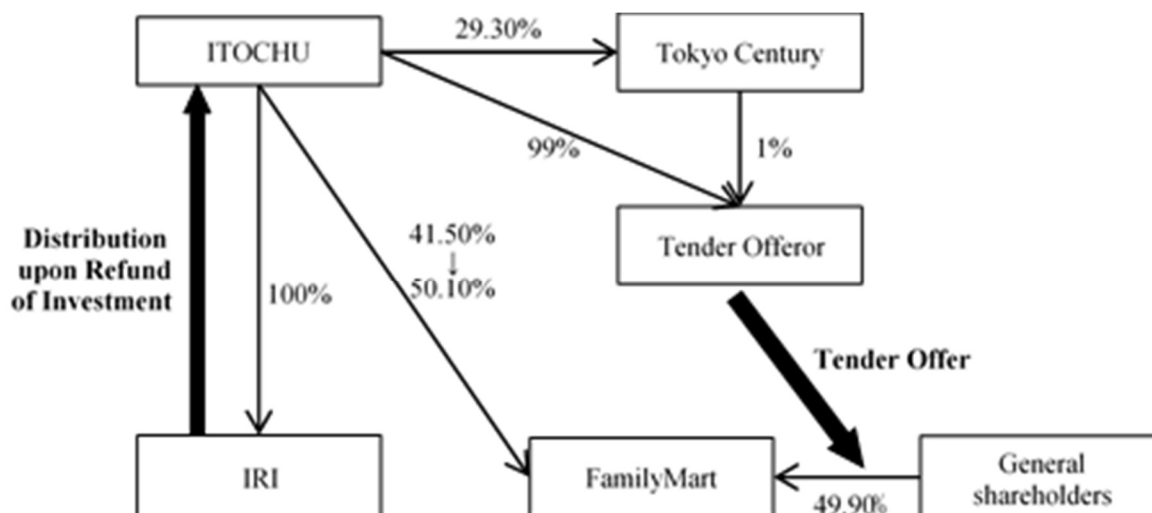 ITOCHU
29.30%
Tokyo Century
99%
1%
Distribution
upon Refund
of Investment
100%
41.50%
↓
50.10%
Tender Offeror
Tender Offer
IRI
FamilyMart
49.90%
General
shareholders